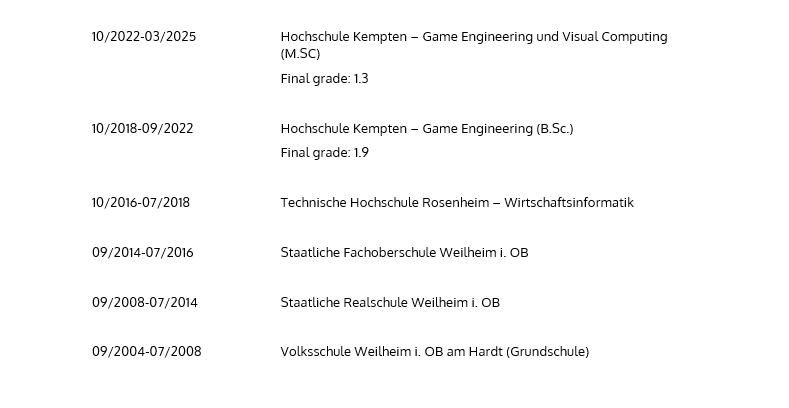 10/2022-03/2025 Hochschule Kempten – Game Engineering und Visual Computing
(M.SC)
Final grade: 1.3
10/2018-09/2022 Hochschule Kempten – Game Engineering (B.Sc.)
Final grade: 1.9
10/2016-07/2018 Technische Hochschule Rosenheim – Wirtschaftsinformatik
09/2014-07/2016 Staatliche Fachoberschule Weilheim i. OB
09/2008-07/2014 Staatliche Realschule Weilheim i. OB
09/2004-07/2008 Volksschule Weilheim i. OB am Hardt (Grundschule)